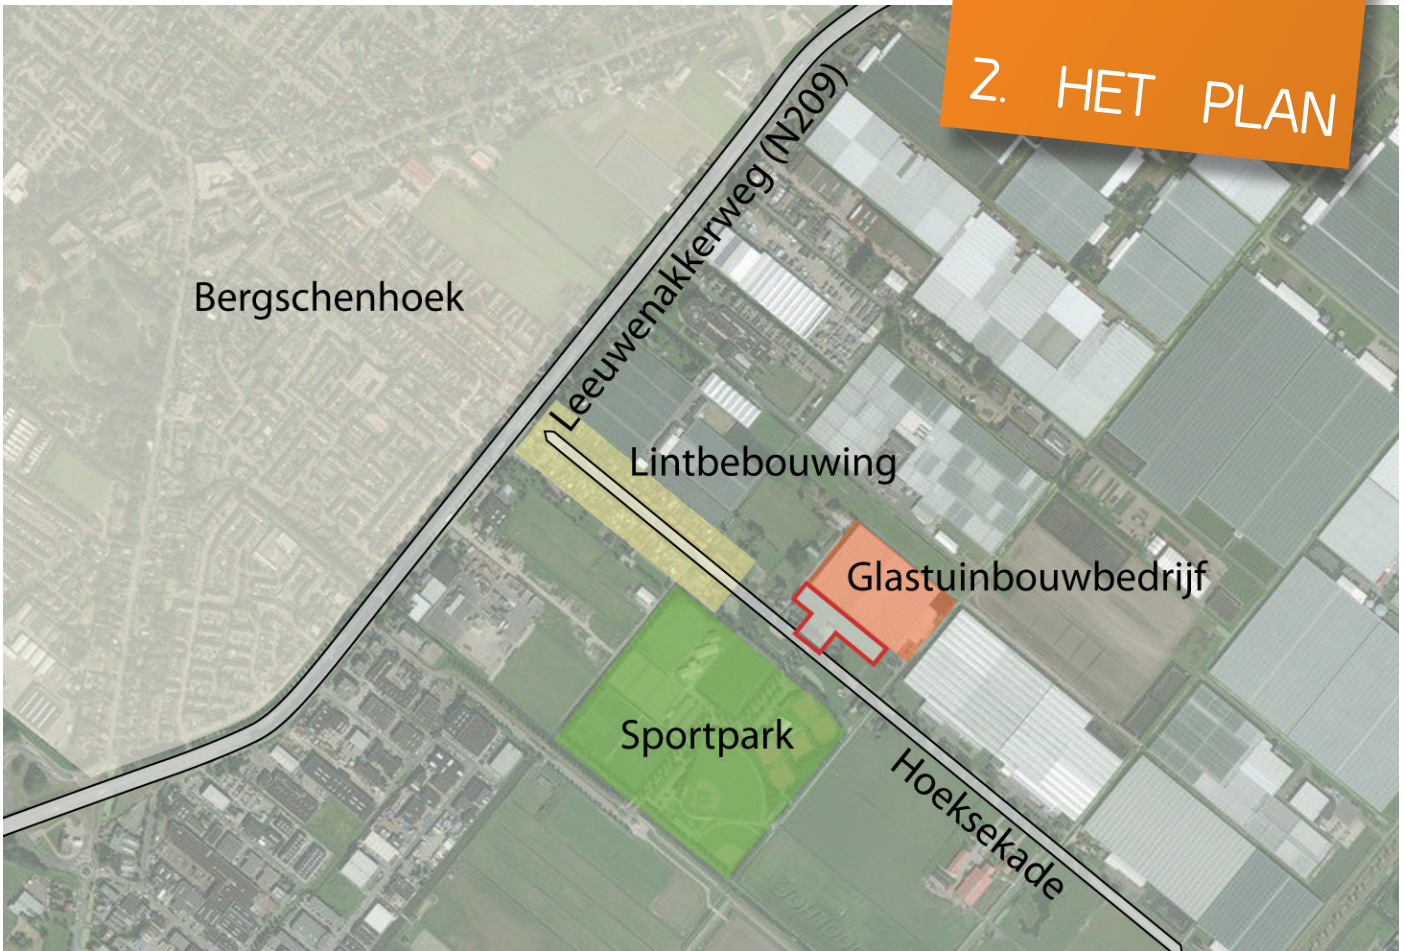 2. HET PLAN
Leeuwenakkerweg (N209)
Bergschenhoek
Lintbebouwing
Glastuinbouwbedrijf
Sportpark
Hoeksekade